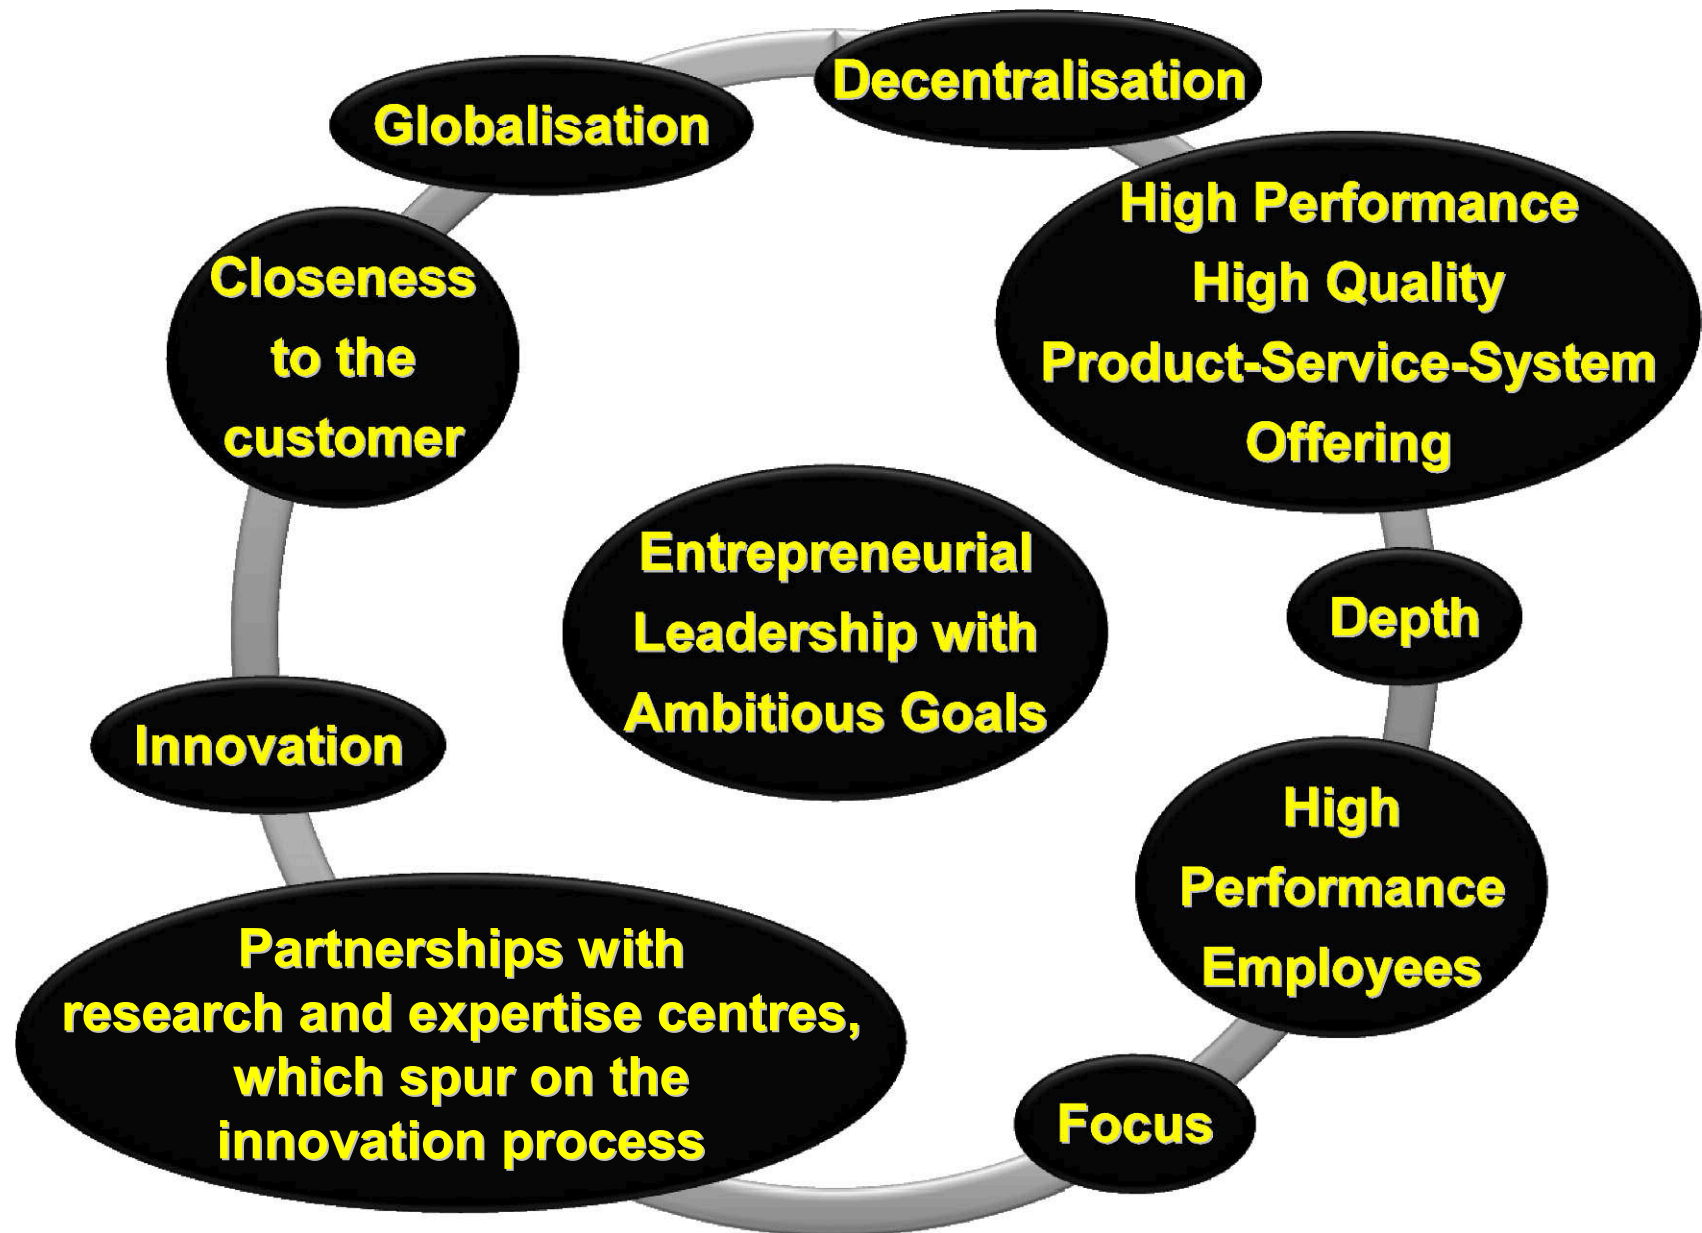 Decentralisation
Globalisation
High Performance
High Quality
Product-Service-System
Offering
Closeness
to the
customer
Entrepreneurial
Leadership with
Ambitious Goals
Depth
Innovation
High
Performance
Employees
Partnerships with
research and expertise centres,
which spur on the
innovation process
Focus